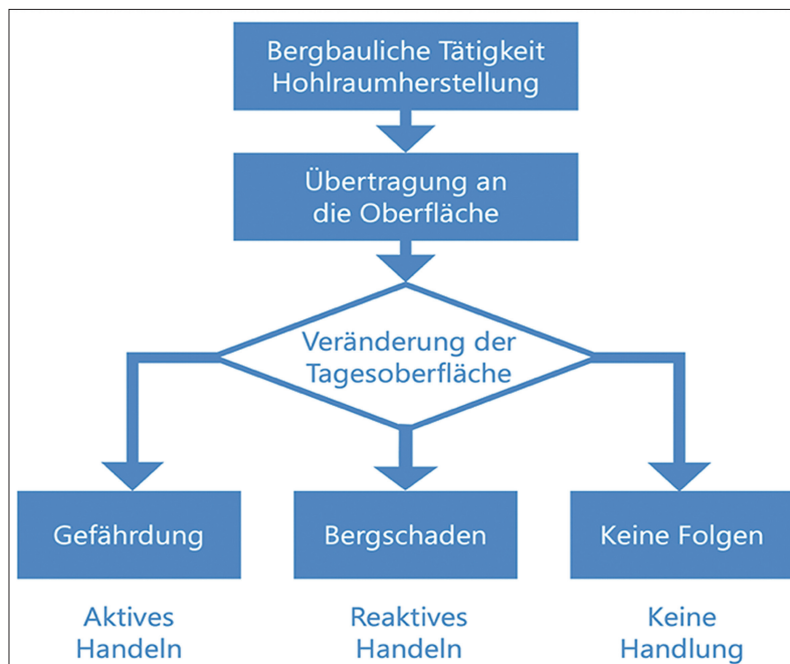 Bergbauliche Tätigkeit
Hohlraumherstellung
Übertragung an
die Oberfläche
Veränderung der
Tagesoberfläche
Gefährdung
Bergschaden
Keine Folgen
Aktives
Handeln
Reaktives
Handeln
Keine
Handlung